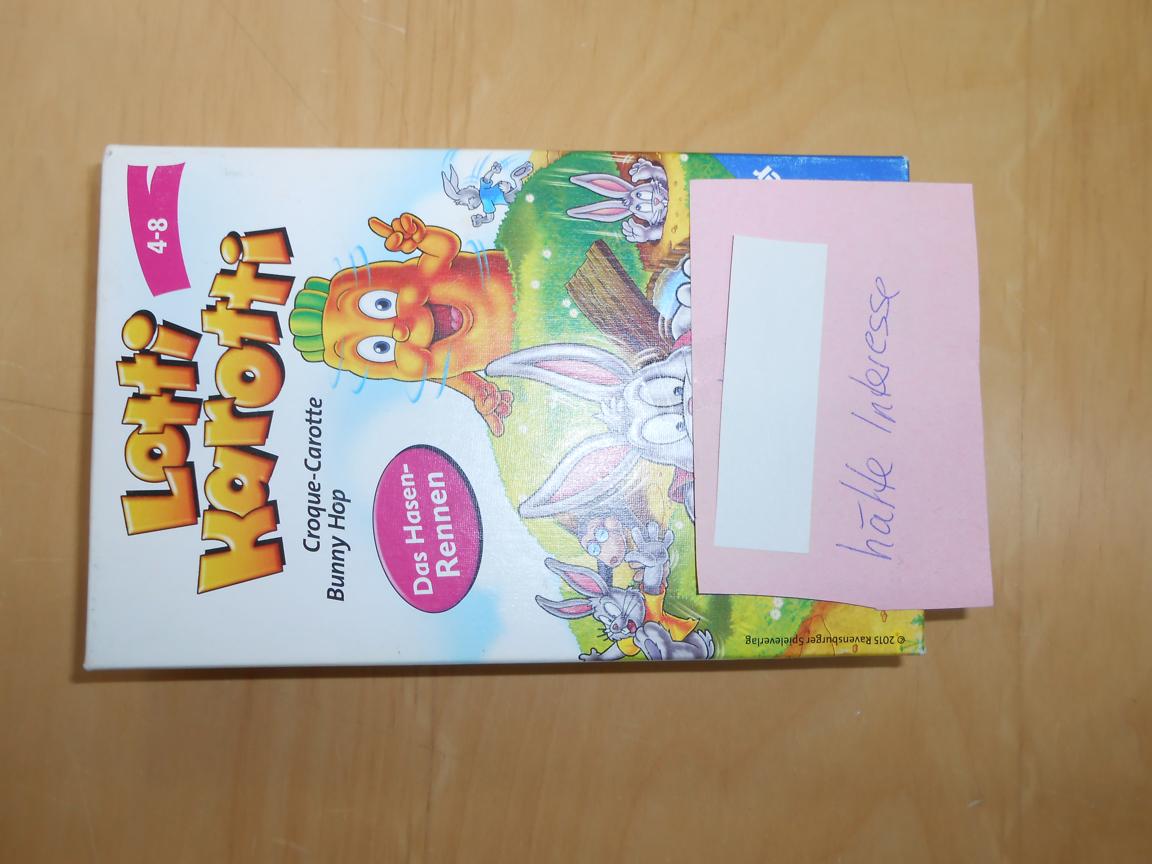 4-8
Lotti
Karotti
Croque-Carotte
Bunny Hop
Das Hasen-
Rennen
hätte Interesse
© 2015 Ravensburger Spieleverlag